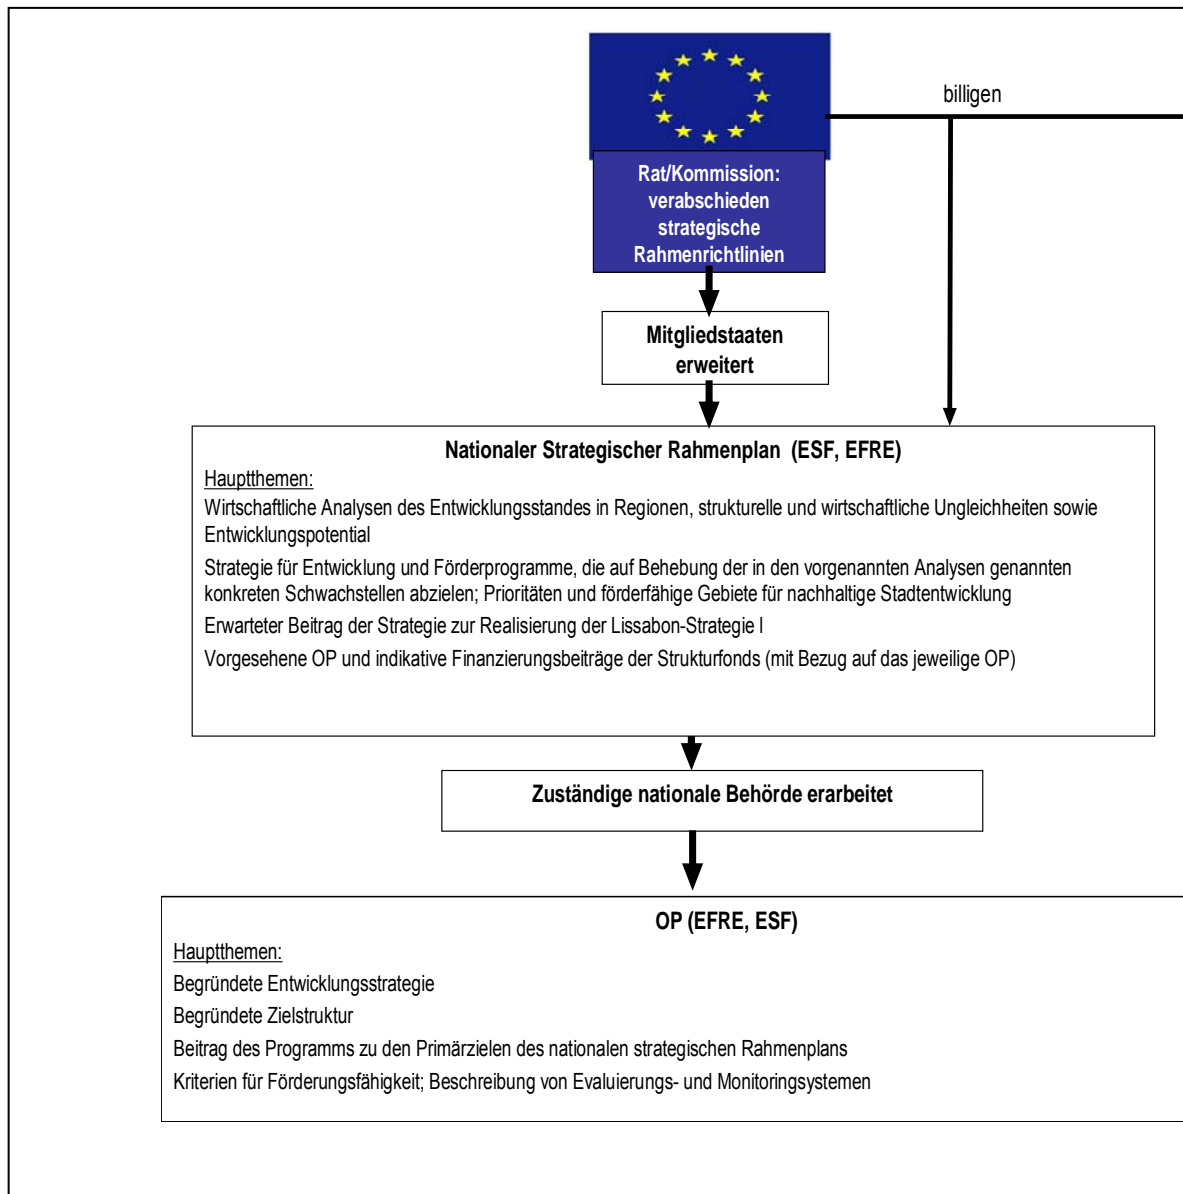 billigen
Rat/Kommission:
verabschieden
strategische
Rahmenrichtlinien
Mitgliedstaaten
erweitert
Nationaler Strategischer Rahmenplan (ESF, EFRE)
Hauptthemen:
Wirtschaftliche Analysen des Entwicklungsstandes in Regionen, strukturelle und wirtschaftliche Ungleichheiten sowie
Entwicklungspotential
Strategie für Entwicklung und Förderprogramme, die auf Behebung der in den vorgenannten Analysen genannten
konkreten Schwachstellen abzielen; Prioritäten und förderfähige Gebiete für nachhaltige Stadtentwicklung
Erwarteter Beitrag der Strategie zur Realisierung der Lissabon-Strategie l
Vorgesehene OP und indikative Finanzierungsbeiträge der Strukturfonds (mit Bezug auf das jeweilige OP)
Zuständige nationale Behörde erarbeitet
OP (EFRE, ESF)
Hauptthemen:
Begründete Entwicklungsstrategie
Begründete Zielstruktur
Beitrag des Programms zu den Primärzielen des nationalen strategischen Rahmenplans
Kriterien für Förderungsfähigkeit; Beschreibung von Evaluierungs- und Monitoringsystemen